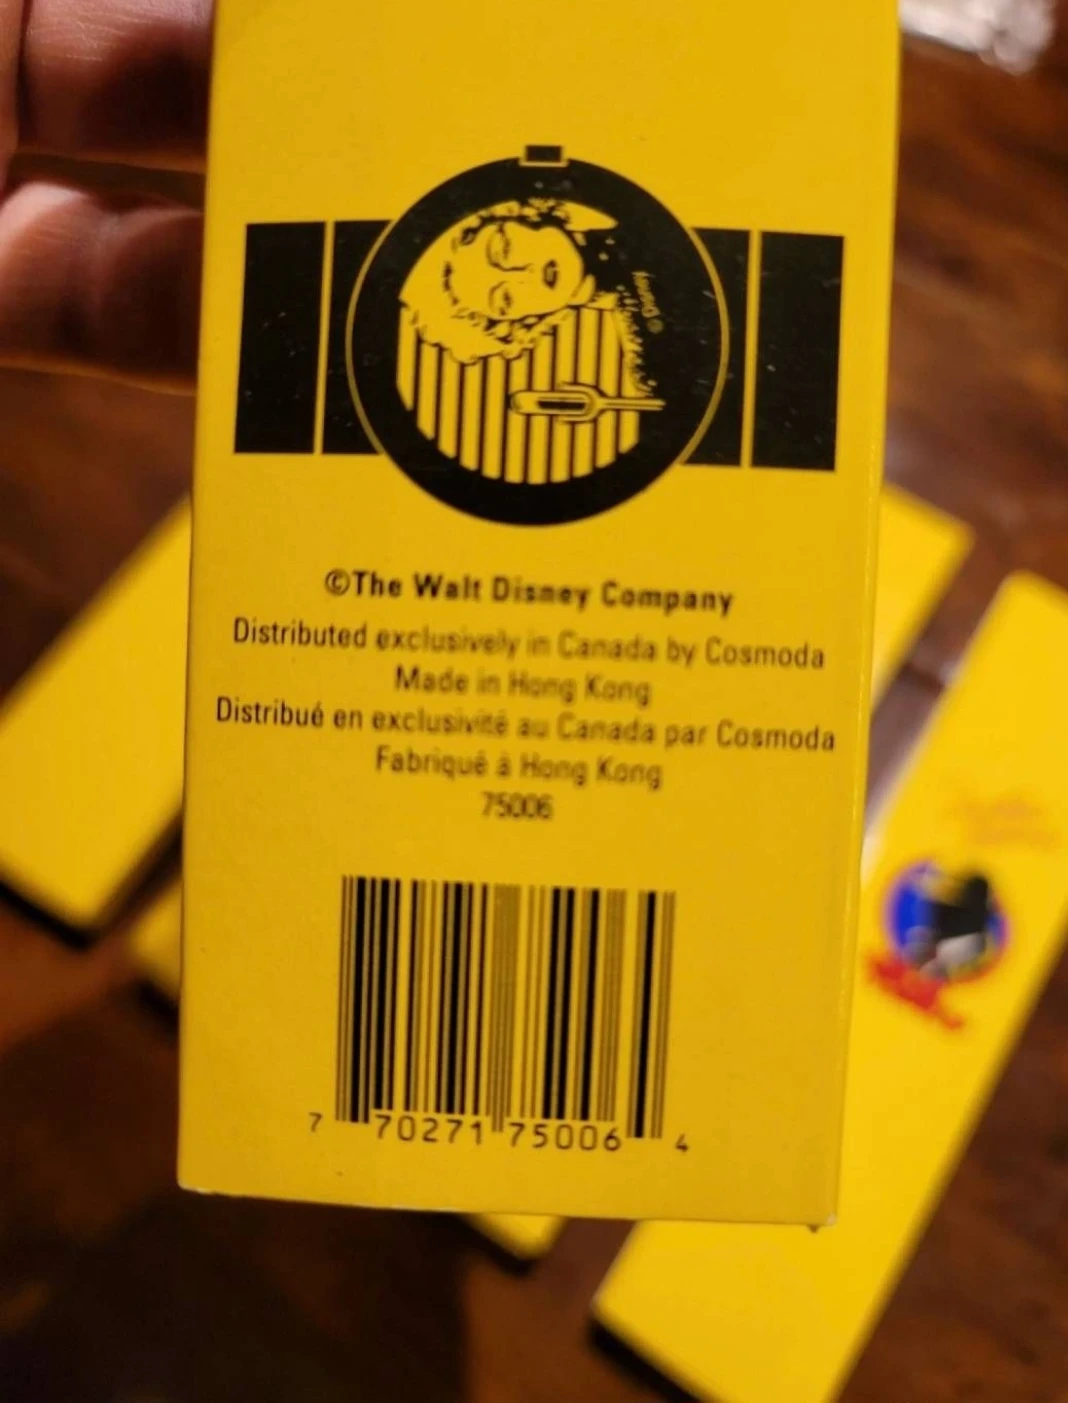 ©The Walt Disney Company
Distributed exclusively in Canada by Cosmoda
Made in Hong Kong
Distribué en exclusivité au Canada par Cosmoda
Fabriqué à Hong Kong
75006
7 70271 75006 4